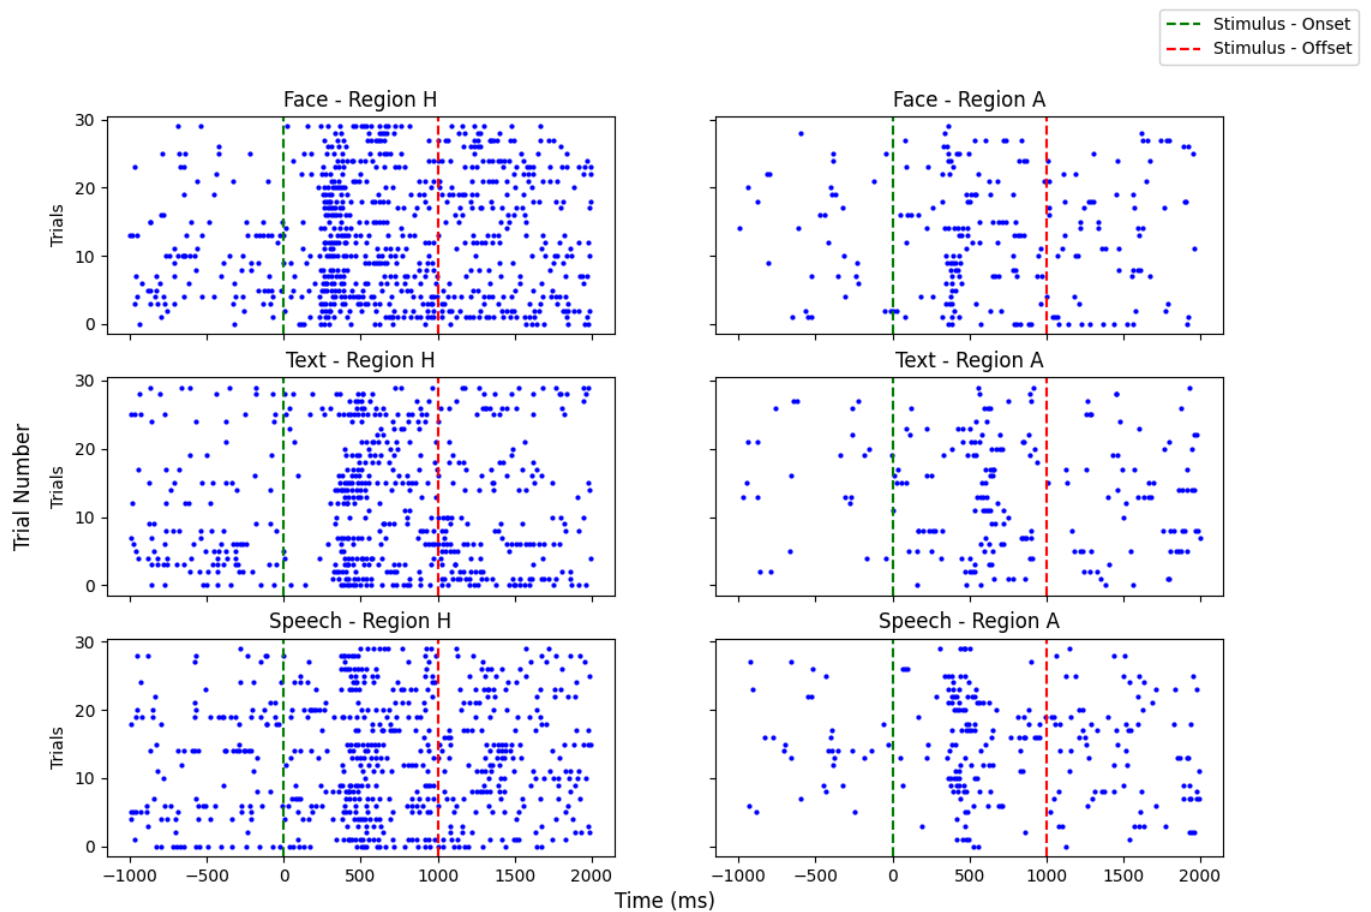 Stimulus - Onset
Stimulus - Offset
Face - Region H
Face - Region A
30
20
10
0
Trials
Text - Region H
Text - Region A
30
20
10
0
Trials
Trial Number
Speech - Region H
Speech - Region A
30
20
10
0
Trials
−1000 −500 0 500 1000 1500 2000
−1000 −500 0 500 1000 1500 2000
Time (ms)